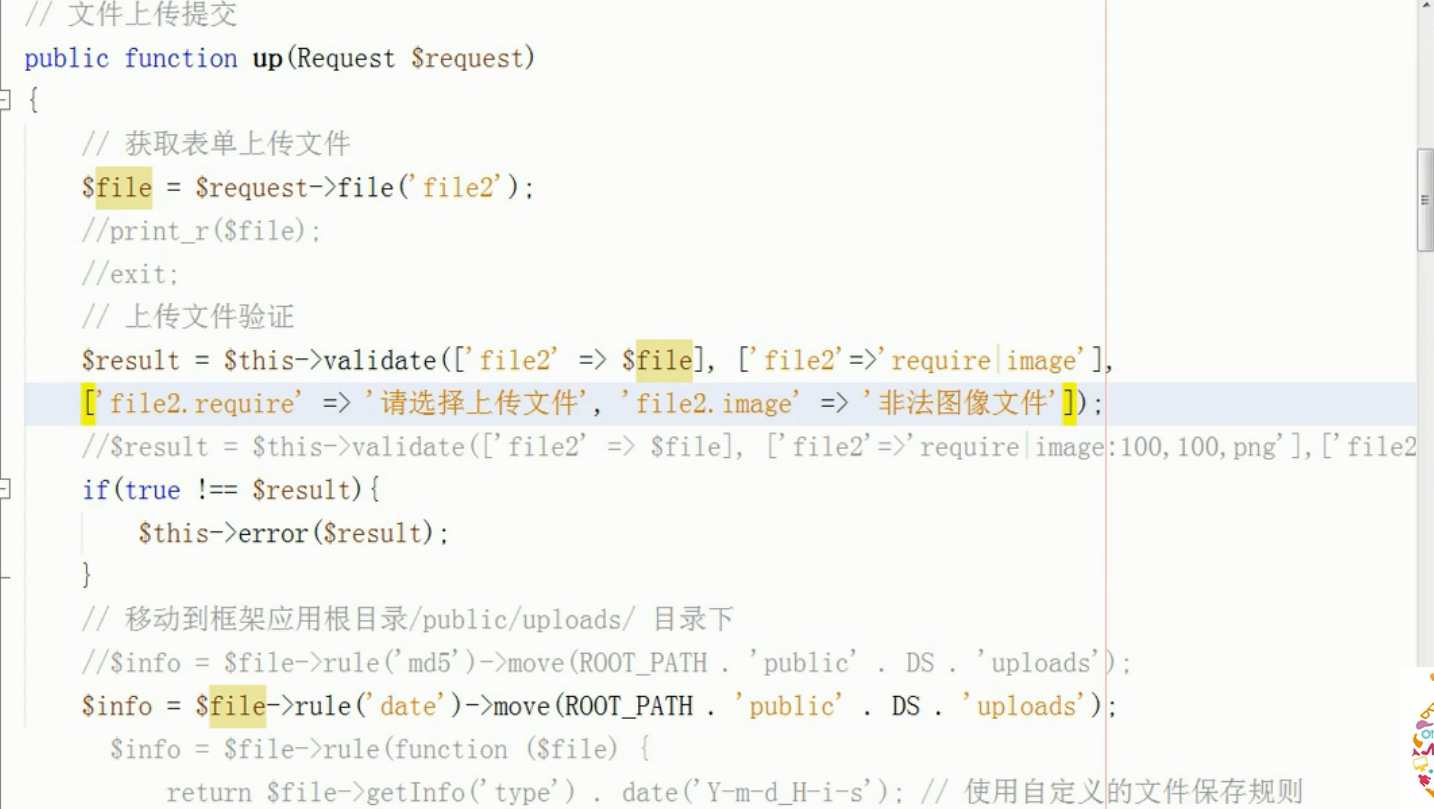 // 文件上传提交
public function up(Request $request)
{
// 获取表单上传文件
$file = $request->file('file2');
//print_r($file);
//exit;
// 上传文件验证
$result = $this->validate(['file2' => $file], ['file2'=>'require|image'],
['file2.require' => '请选择上传文件', 'file2.image' => '非法图像文件']);
//$result = $this->validate(['file2' => $file], ['file2'=>'require|image:100,100,png'],['file2
if(true !== $result){
$this->error($result);
}
// 移动到框架应用根目录/public/uploads/ 目录下
//$info = $file->rule('md5')->move(ROOT_PATH . 'public' . DS . 'uploads');
$info = $file->rule('date')->move(ROOT_PATH . 'public' . DS . 'uploads');
$info = $file->rule(function ($file) {
return $file->getInfo('type') . date('Y-m-d_H-i-s'); // 使用自定义的文件保存规则